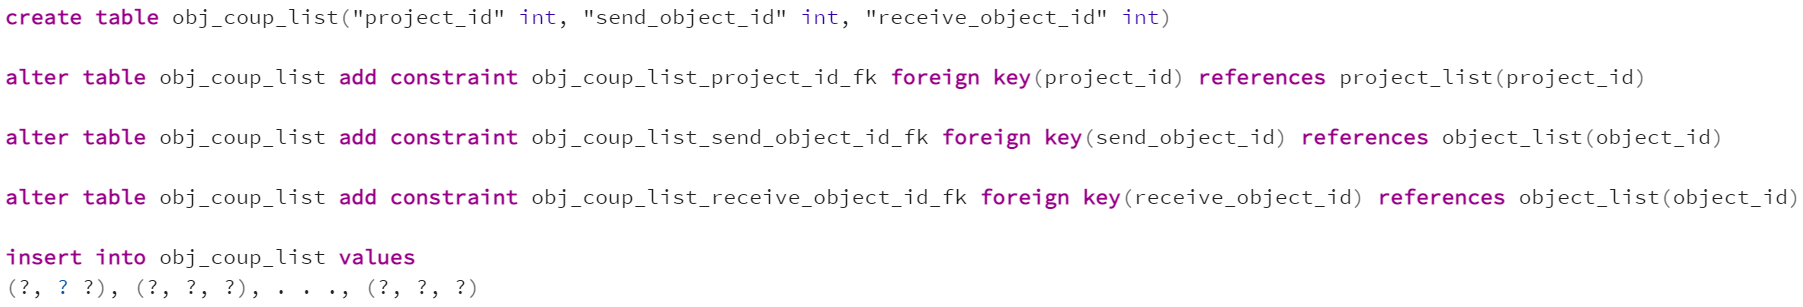 create table obj_coup_list("project_id" int, "send_object_id" int, "receive_object_id" int)
alter table obj_coup_list add constraint obj_coup_list_project_id_fk foreign key(project_id) references project_list(project_id)
alter table obj_coup_list add constraint obj_coup_list_send_object_id_fk foreign key(send_object_id) references object_list(object_id)
alter table obj_coup_list add constraint obj_coup_list_receive_object_id_fk foreign key(receive_object_id) references object_list(object_id)
insert into obj_coup_list values
(?, ? ?), (?, ?, ?), . . ., (?, ?, ?)